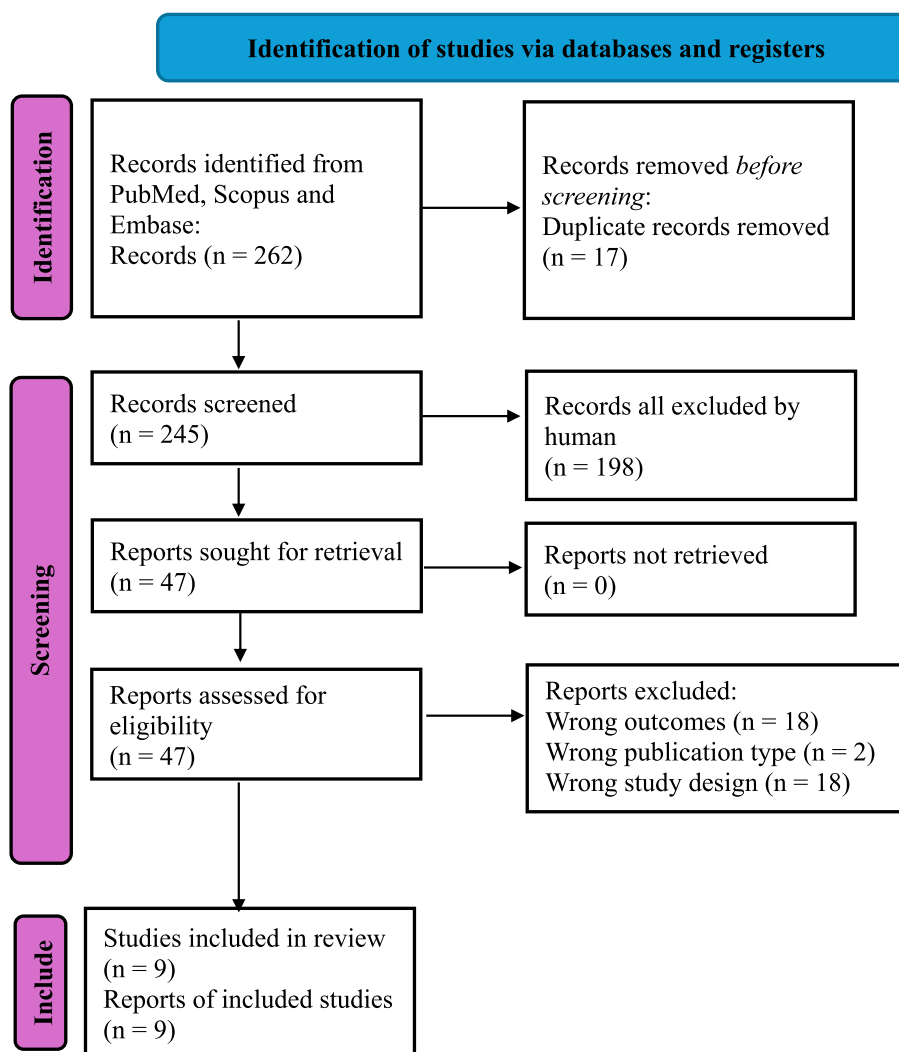 Identification of studies via databases and registers
Identification
Records identified from
PubMed, Scopus and
Embase:
Records (n = 262)
Records removed before
screening:
Duplicate records removed
(n = 17)
Screening
Records screened
(n = 245)
Records all excluded by
human
(n = 198)
Reports sought for retrieval
(n = 47)
Reports not retrieved
(n = 0)
Reports assessed for
eligibility
(n = 47)
Reports excluded:
Wrong outcomes (n = 18)
Wrong publication type (n = 2)
Wrong study design (n = 18)
Include
Studies included in review
(n = 9)
Reports of included studies
(n = 9)